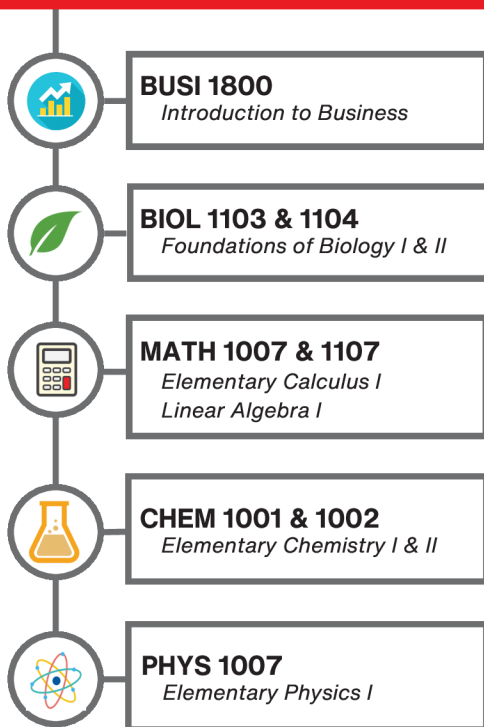 BUSI 1800
Introduction to Business
BIOL 1103 & 1104
Foundations of Biology I & II
MATH 1007 & 1107
Elementary Calculus I
Linear Algebra I
CHEM 1001 & 1002
Elementary Chemistry I & II
PHYS 1007
Elementary Physics I